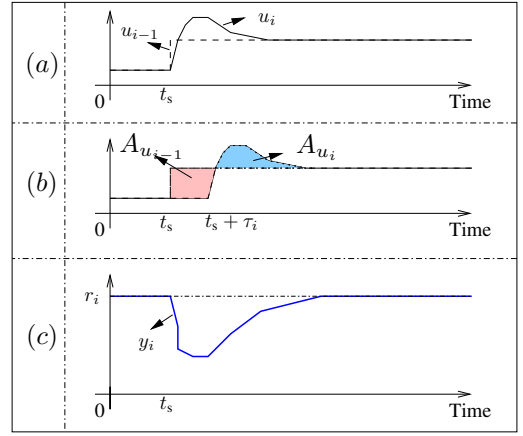 u_{i-1}
u_i
(a)
0
t_s
Time
A_{u_{i-1}}
A_{u_i}
(b)
0
t_s
t_s + τ_i
Time
r_i
(c)
y_i
0
t_s
Time